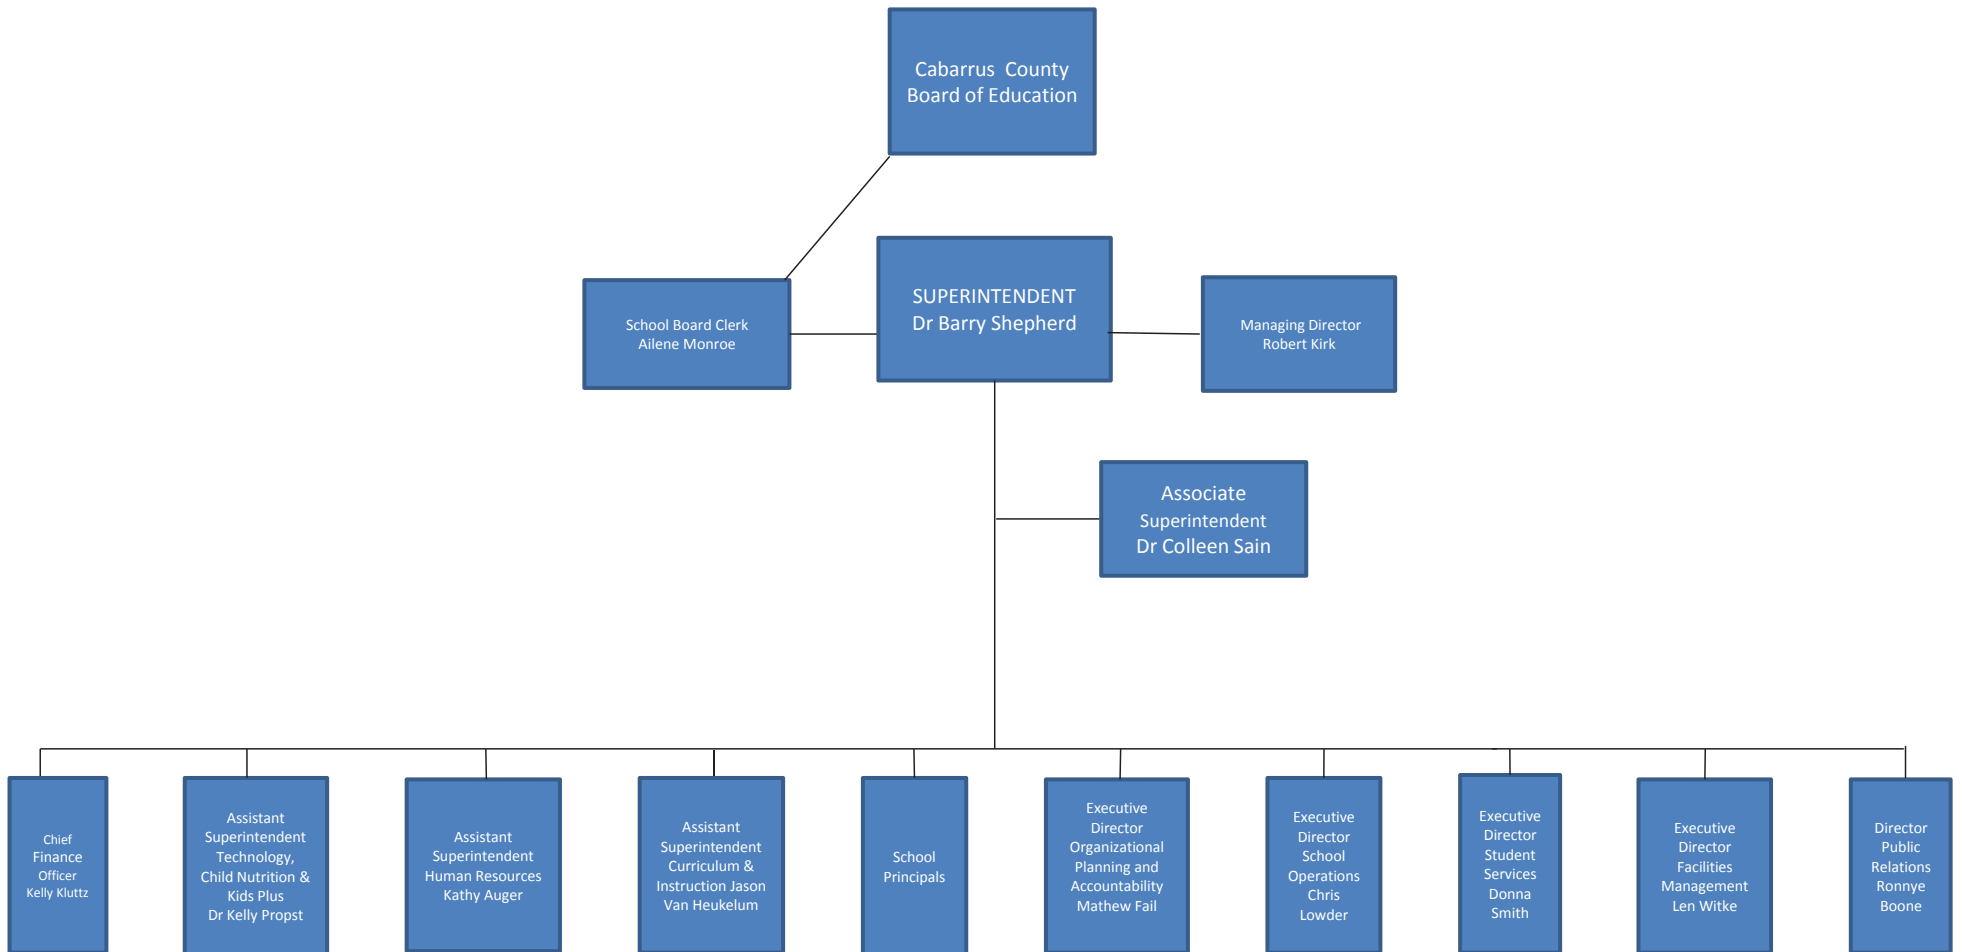 Cabarrus County
Board of Education
SUPERINTENDENT
Dr Barry Shepherd
School Board Clerk
Ailene Monroe
Managing Director
Robert Kirk
Associate
Superintendent
Dr Colleen Sain
Chief
Finance
Officer
Kelly Kluttz
Assistant
Superintendent
Technology,
Child Nutrition &
Kids Plus
Dr Kelly Propst
Assistant
Superintendent
Human Resources
Kathy Auger
Assistant
Superintendent
Curriculum &
Instruction Jason
Van Heukelum
School
Principals
Executive
Director
Organizational
Planning and
Accountability
Mathew Fail
Executive
Director
School
Operations
Chris
Lowder
Executive
Director
Student
Services
Donna
Smith
Executive
Director
Facilities
Management
Len Witke
Director
Public
Relations
Ronnye
Boone